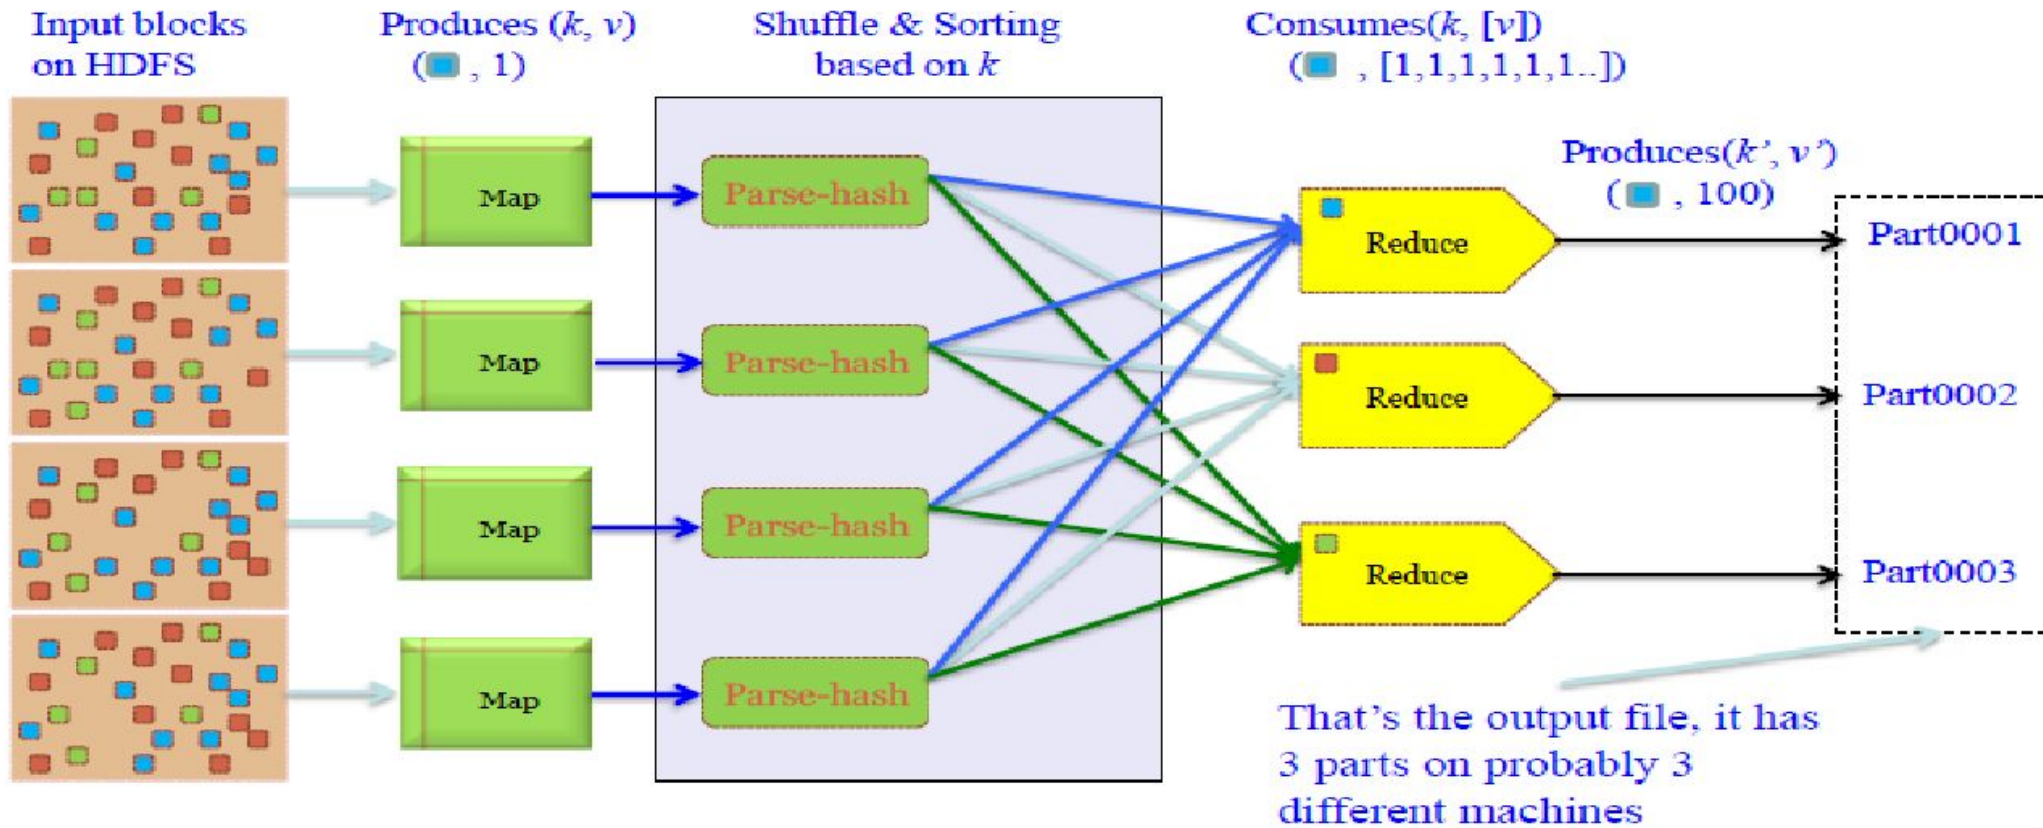 Input blocks
on HDFS
Produces (k, v)
( , 1)
Shuffle & Sorting
based on k
Consumes(k, [v])
( , [1,1,1,1,1,1..])
Produces(k’, v’)
( , 100)
Map
Parse-hash
Reduce
Part0001
Map
Parse-hash
Reduce
Part0002
Map
Parse-hash
Reduce
Part0003
Map
Parse-hash
That’s the output file, it has
3 parts on probably 3
different machines